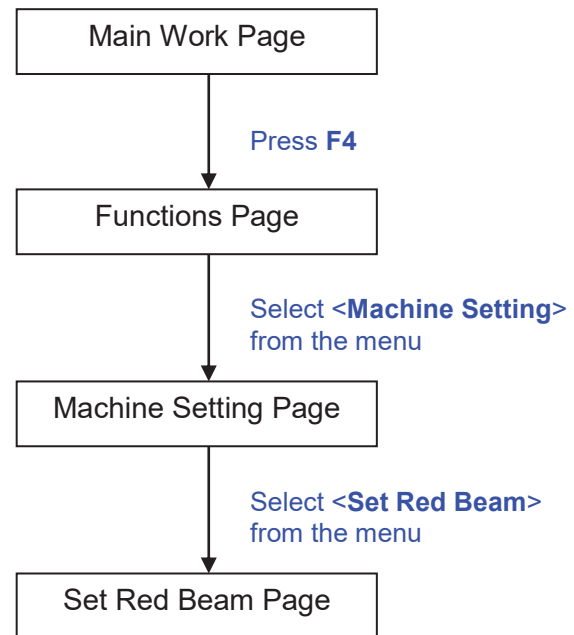 Main Work Page
Press F4
Functions Page
Select <Machine Setting>
from the menu
Machine Setting Page
Select <Set Red Beam>
from the menu
Set Red Beam Page